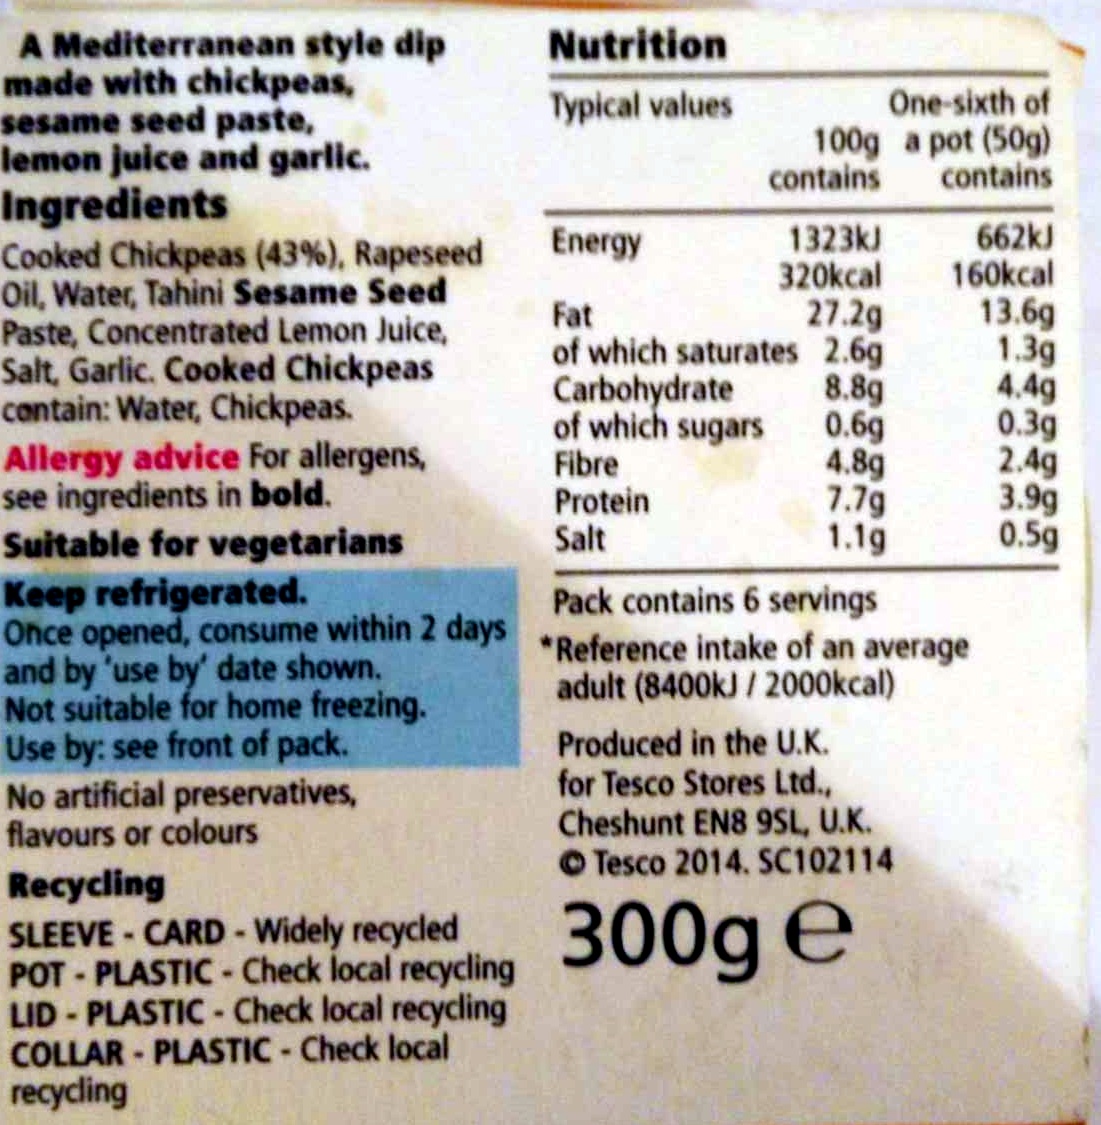 A Mediterranean style dip
made with chickpeas,
sesame seed paste,
lemon juice and garlic.
Ingredients
Cooked Chickpeas (43%), Rapeseed
Oil, Water, Tahini Sesame Seed
Paste, Concentrated Lemon Juice,
Salt, Garlic. Cooked Chickpeas
contain: Water, Chickpeas.
Allergy advice For allergens,
see ingredients in bold.
Suitable for vegetarians
Keep refrigerated.
Once opened, consume within 2 days
and by 'use by' date shown.
Not suitable for home freezing.
Use by: see front of pack.
No artificial preservatives,
flavours or colours
Recycling
SLEEVE - CARD - Widely recycled
POT - PLASTIC - Check local recycling
LID - PLASTIC - Check local recycling
COLLAR - PLASTIC - Check local
recycling
Nutrition
Typical values One-sixth of
100g a pot (50g)
contains contains
Energy 1323kJ 662kJ
320kcal 160kcal
Fat 27.2g 13.6g
of which saturates 2.6g 1.3g
Carbohydrate 8.8g 4.4g
of which sugars 0.6g 0.3g
Fibre 4.8g 2.4g
Protein 7.7g 3.9g
Salt 1.1g 0.5g
Pack contains 6 servings
*Reference intake of an average
adult (8400kJ / 2000kcal)
Produced in the U.K.
for Tesco Stores Ltd.,
Cheshunt EN8 9SL, U.K.
© Tesco 2014. SC102114
300g e